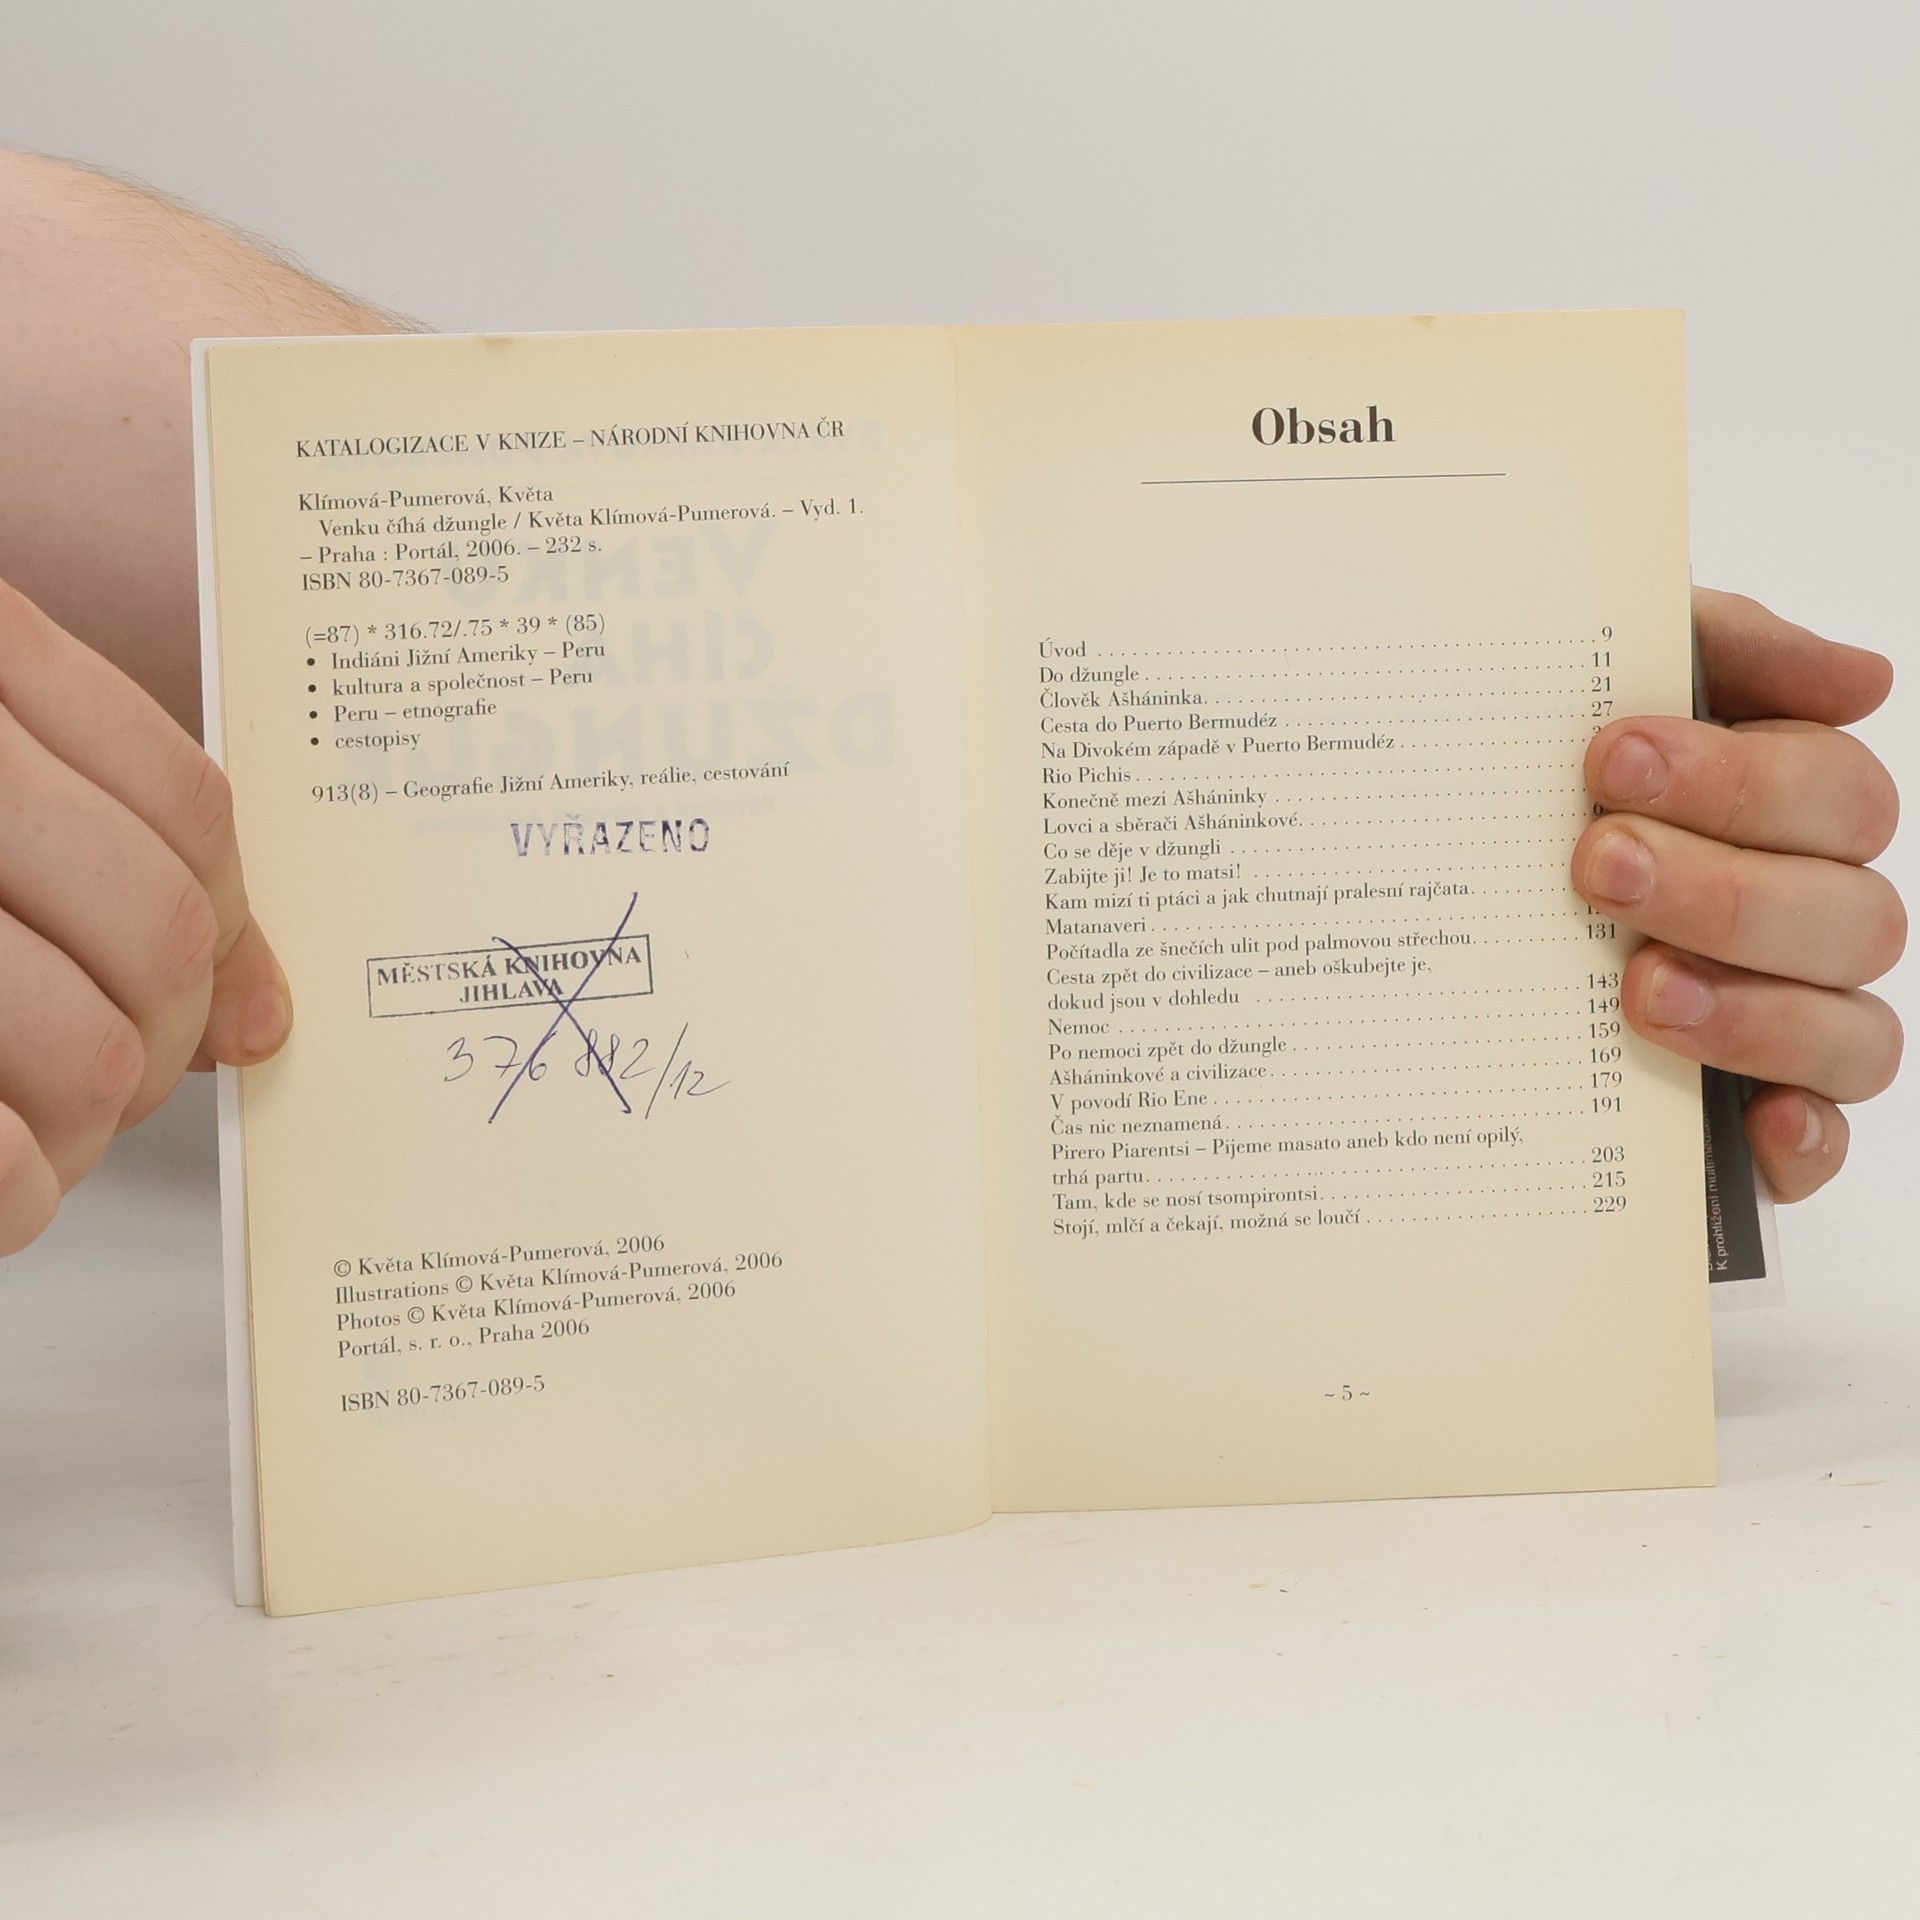 KATALOGIZACE V KNIZE – NÁRODNÍ KNIHOVNA ČR
Klímová-Pumerová, Květa
Venku číhá džungle / Květa Klímová-Pumerová. – Vyd. 1.
– Praha : Portál, 2006. – 232 s.
ISBN 80-7367-089-5
(=87) * 316.72/.75 * 39 * (85)
• Indiáni Jižní Ameriky – Peru
• kultura a společnost – Peru
• Peru – etnografie
• cestopisy
913(8) – Geografie Jižní Ameriky, reálie, cestování
VYŘAZENO
MĚSTSKÁ KNIHOVNA
JIHLAVA
376 882/12
© Květa Klímová-Pumerová, 2006
Illustrations © Květa Klímová-Pumerová, 2006
Photos © Květa Klímová-Pumerová, 2006
Portál, s. r. o., Praha 2006
ISBN 80-7367-089-5
Obsah
Úvod . . . . . 9
Do džungle . . . . . 11
Člověk Ašháninka . . . . . 21
Cesta do Puerto Bermudéz . . . . . 27
Na Divokém západě v Puerto Bermudéz . . . . .
Rio Pichis . . . . .
Konečně mezi Ašháninky . . . . .
Lovci a sběrači Ašháninkové . . . . .
Co se děje v džungli . . . . .
Zabijte ji! Je to matsi! . . . . .
Kam mizí ti ptáci a jak chutnají pralesní rajčata . . . . .
Matanaveri . . . . .
Počítadla ze šnečích ulit pod palmovou střechou . . . . . 131
Cesta zpět do civilizace – aneb oškubejte je,
dokud jsou v dohledu . . . . . 143
Nemoc . . . . . 149
Po nemoci zpět do džungle . . . . . 159
Ašháninkové a civilizace . . . . . 169
V povodí Rio Ene . . . . . 179
Čas nic neznamená . . . . . 191
Pirero Piarentsi – Pijeme masato aneb kdo není opilý,
trhá partu . . . . . 203
Tam, kde se nosí tsompirontsi . . . . . 215
Stojí, mlčí a čekají, možná se loučí . . . . . 229
~ 5 ~
K prohlížení